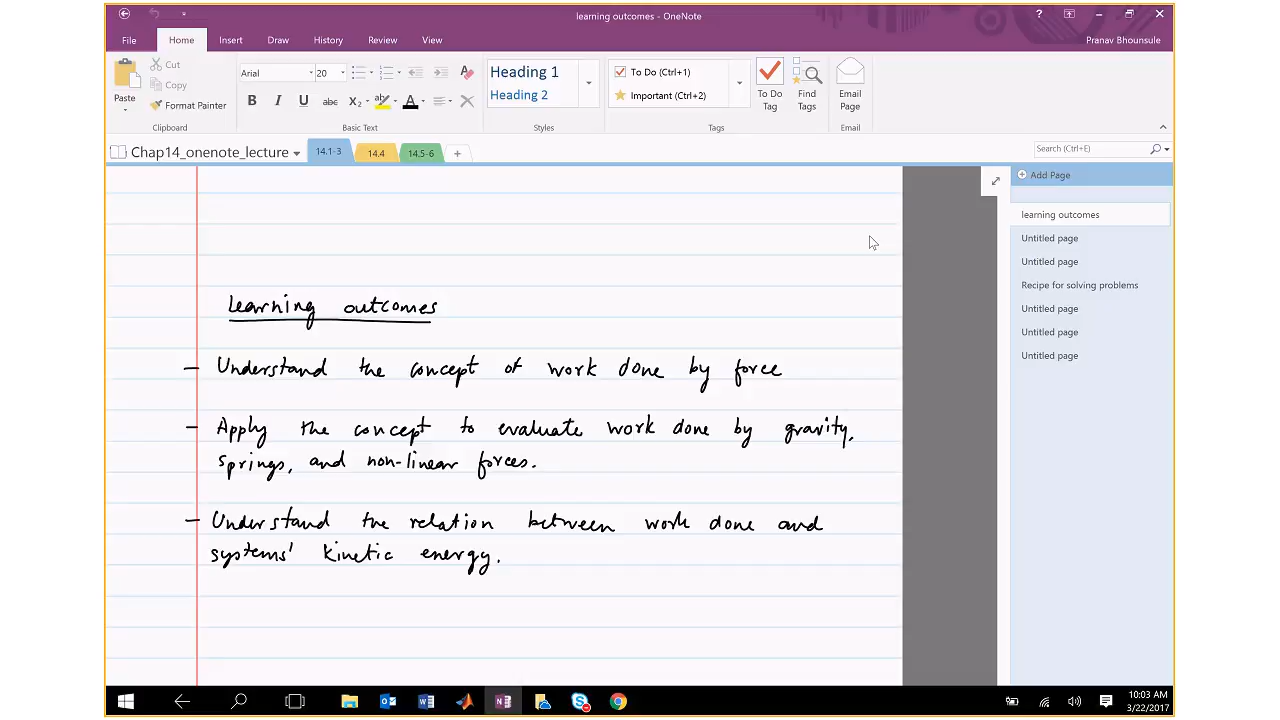 learning outcomes - OneNote
?
File Home Insert Draw History Review View
Pranav Bhounsule
Paste
Cut
Copy
Format Painter
Clipboard
Arial 20
B I U abc X₂ A
Basic Text
Heading 1
Heading 2
Styles
To Do (Ctrl+1)
Important (Ctrl+2)
Tags
To Do Tag
Find Tags
Email Page
Email
Chap14_onenote_lecture 14.1-3 14.4 14.5-6 +
Search (Ctrl+E)
Add Page
learning outcomes
Untitled page
Untitled page
Recipe for solving problems
Untitled page
Untitled page
Untitled page
learning outcomes
- Understand the concept of work done by force
- Apply the concept to evaluate work done by gravity,
springs, and non-linear forces.
- Understand the relation between work done and
systems' kinetic energy.
10:03 AM
3/22/2017